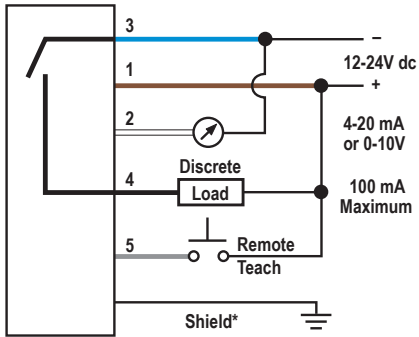 3
–
12-24V dc
1
+
2
4-20 mA
or 0-10V
Discrete
4
Load
100 mA
Maximum
5
Remote
Teach
Shield*